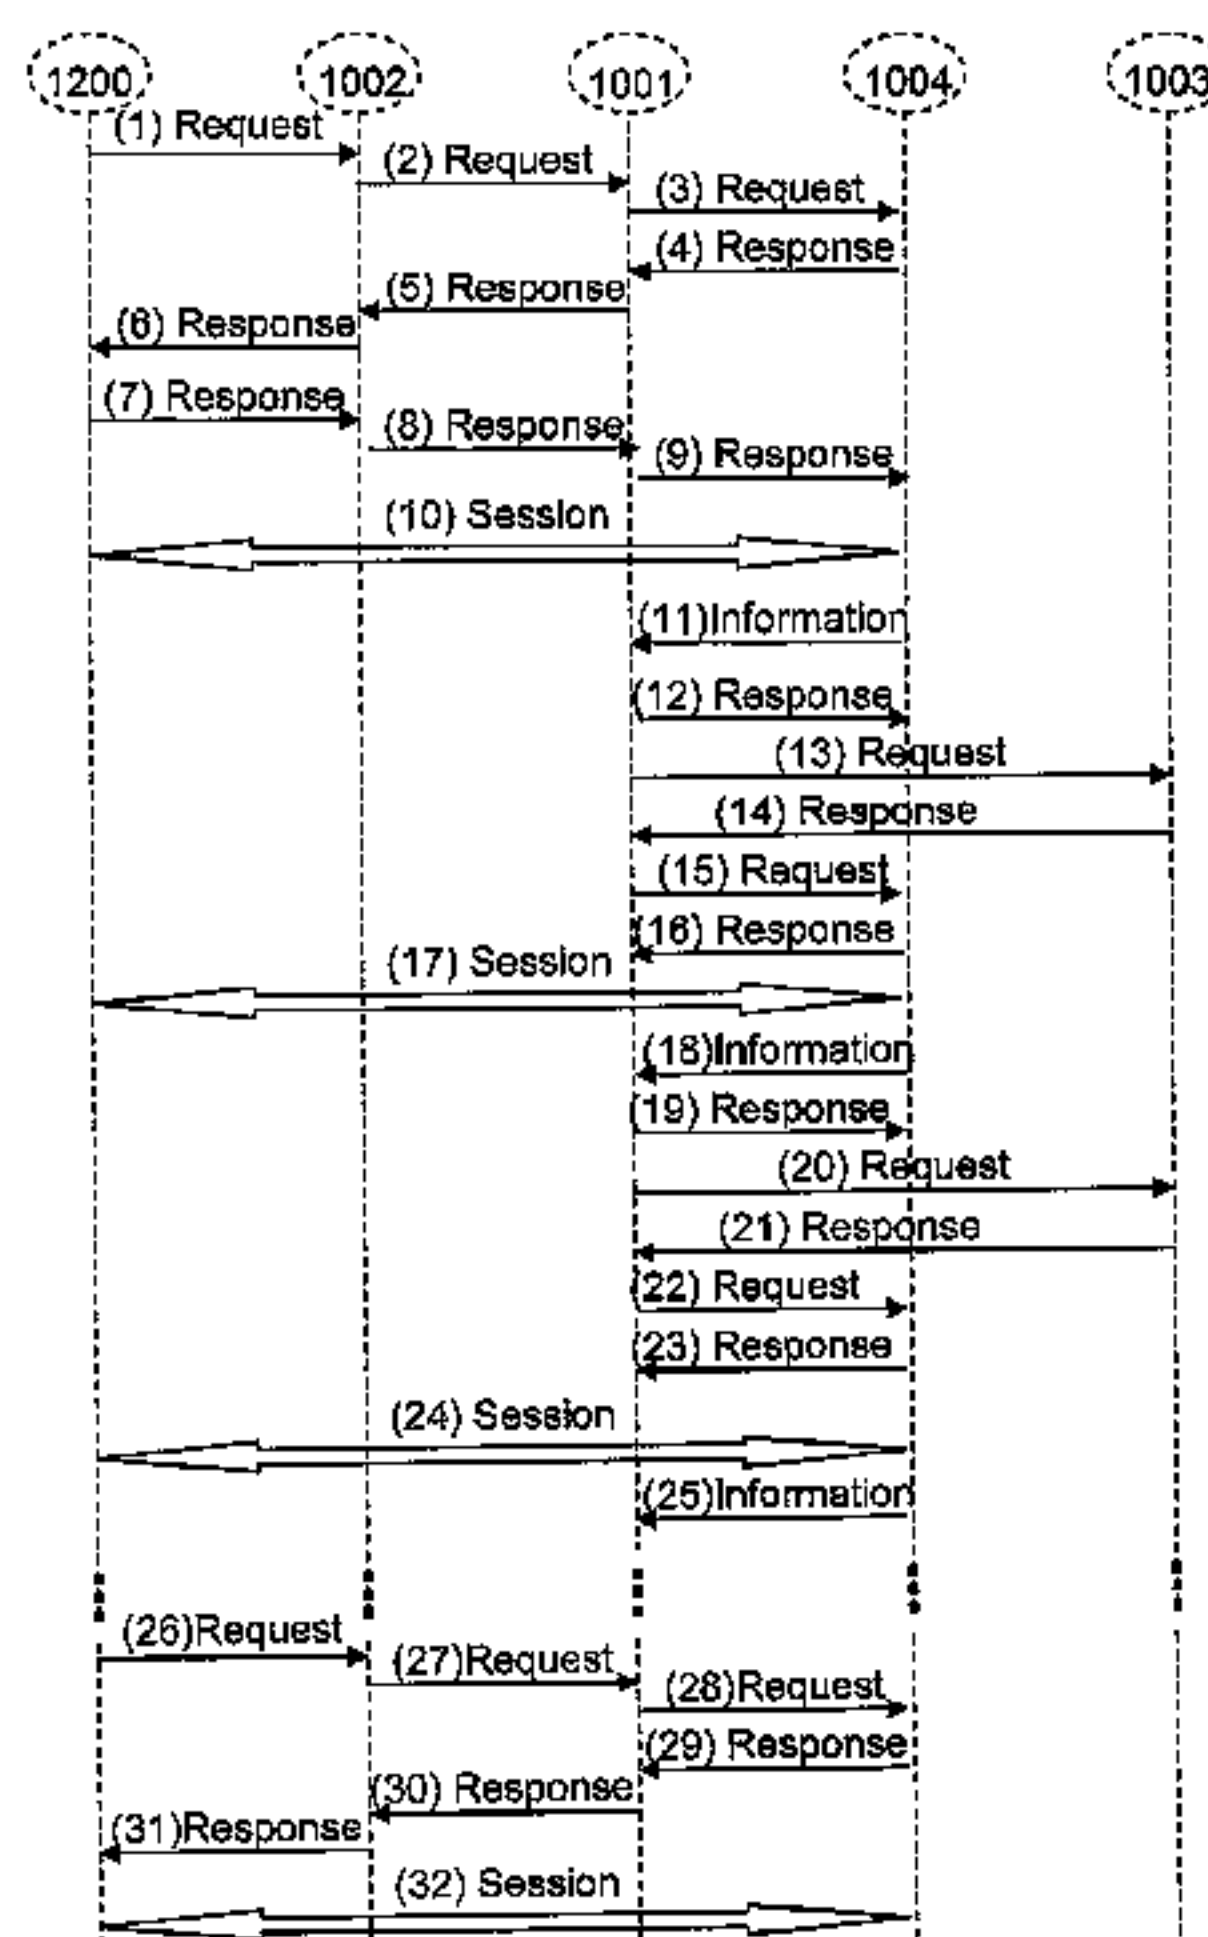 1200 1002 1001 1004 1003
(1) Request
(2) Request
(3) Request
(4) Response
(5) Response
(6) Response
(7) Response
(8) Response
(9) Response
(10) Session
(11)Information
(12) Response
(13) Request
(14) Response
(15) Request
(16) Response
(17) Session
(18)Information
(19) Response
(20) Request
(21) Response
(22) Request
(23) Response
(24) Session
(25)Information
(26)Request
(27)Request
(28)Request
(29) Response
(30) Response
(31)Response
(32) Session